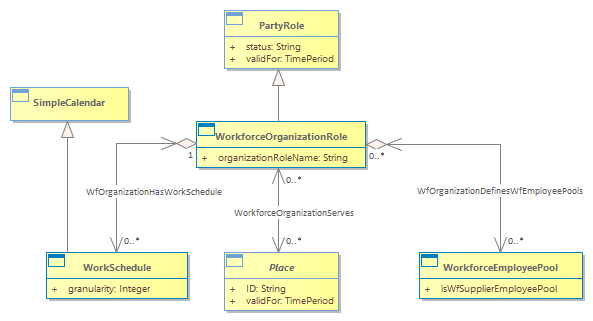 PartyRole
+ status: String
+ validFor: TimePeriod
SimpleCalendar
WorkforceOrganizationRole
+ organizationRoleName: String
1
0..*
0..*
WfOrganizationHasWorkSchedule
WfOrganizationDefinesWfEmployeePools
WorkforceOrganizationServes
0..*
0..*
0..*
WorkSchedule
+ granularity: Integer
Place
+ ID: String
+ validFor: TimePeriod
WorkforceEmployeePool
+ isWfSupplierEmployeePool